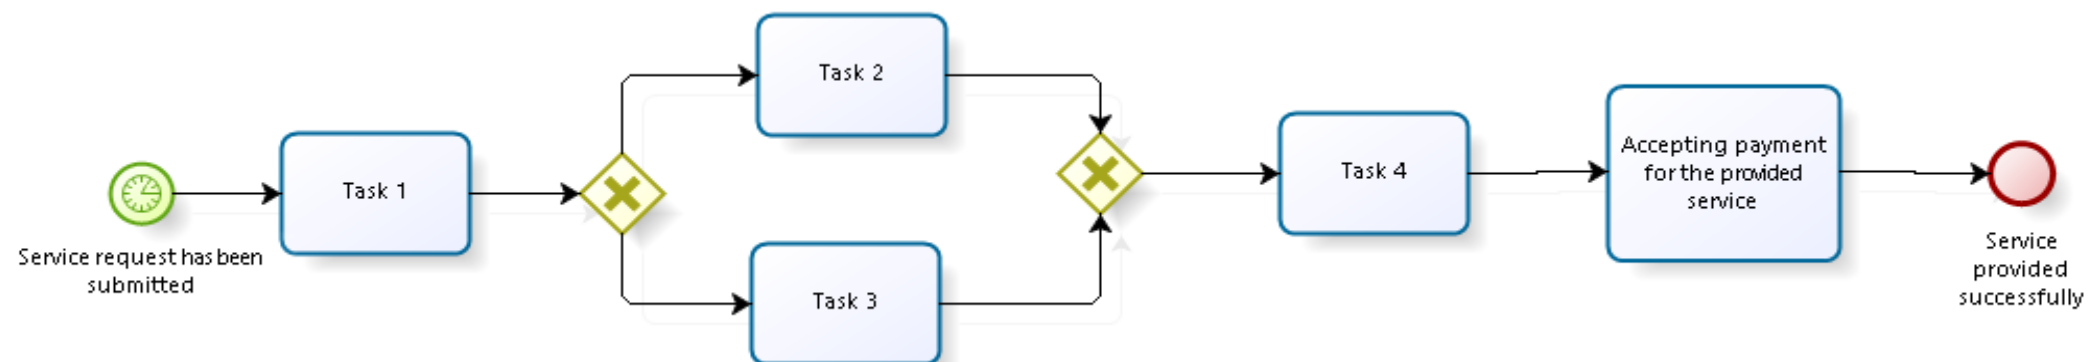 Service request has been
submitted
Task 1
Task 2
Task 3
Task 4
Accepting payment
for the provided
service
Service
provided
successfully